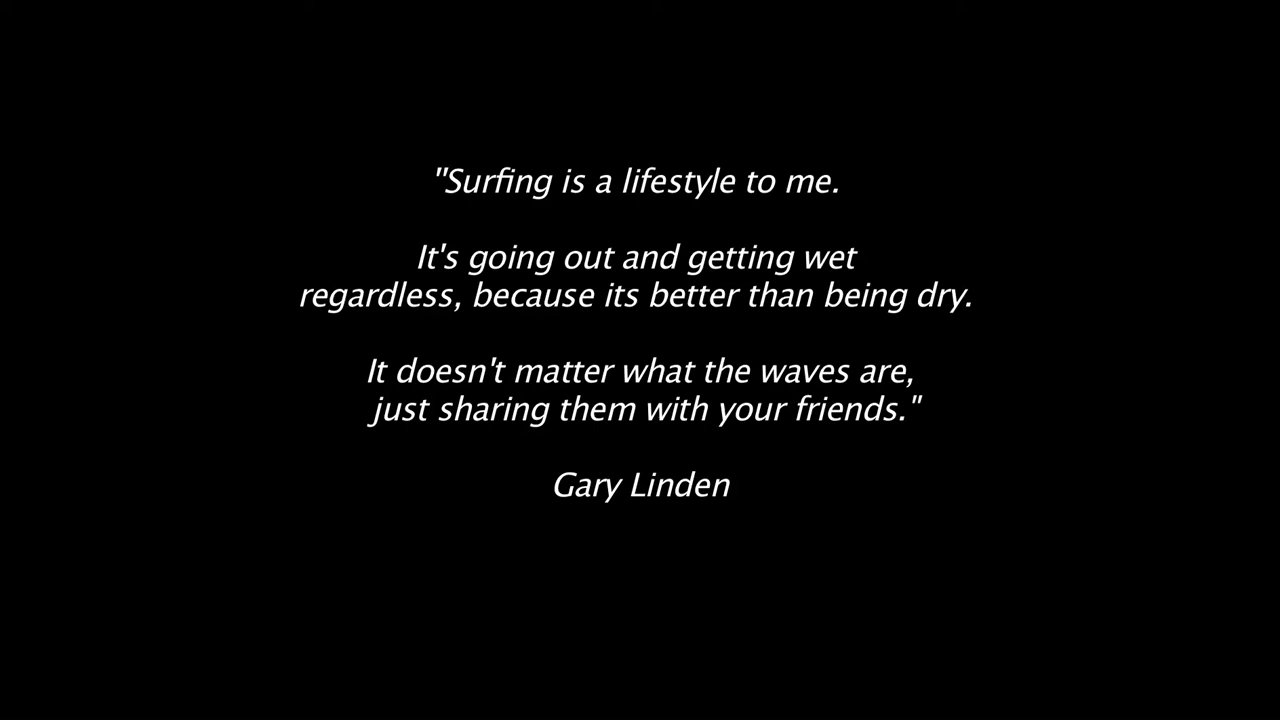 "Surfing is a lifestyle to me.
It's going out and getting wet
regardless, because its better than being dry.
It doesn't matter what the waves are,
just sharing them with your friends."
Gary Linden